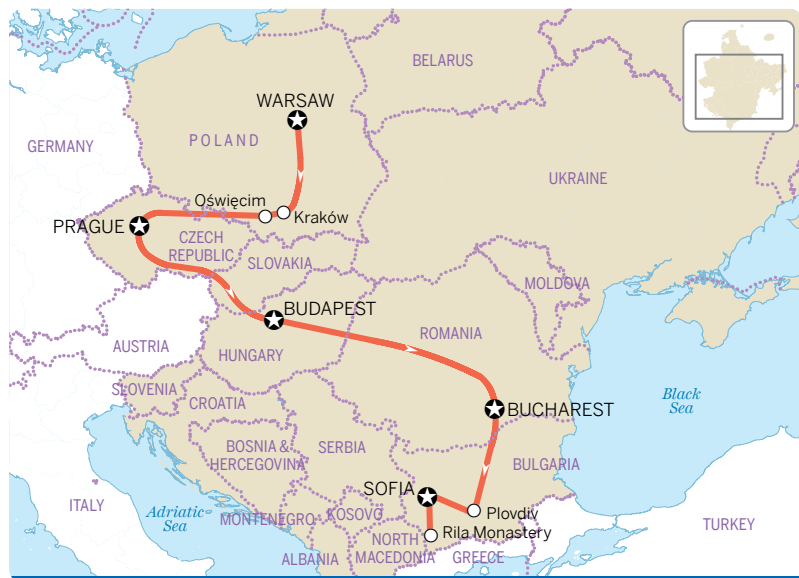 BELARUS
WARSAW
POLAND
GERMANY
UKRAINE
Oświęcim
Kraków
PRAGUE
CZECH
REPUBLIC
SLOVAKIA
MOLDOVA
BUDAPEST
ROMANIA
AUSTRIA
HUNGARY
SLOVENIA
CROATIA
Black
Sea
BUCHAREST
BOSNIA &
HERCEGOVINA
SERBIA
BULGARIA
SOFIA
ITALY
Adriatic
Sea
MONTENEGRO
KOSOVO
Plovdiv
TURKEY
Rila Monastery
NORTH
MACEDONIA
ALBANIA
GREECE